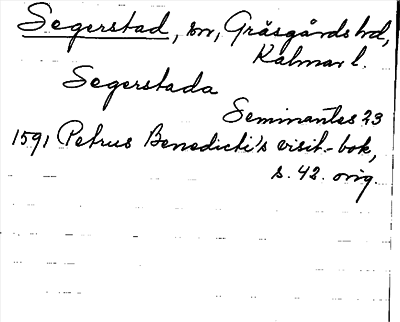 Segerstad, sn, Gräsgårds hd,
Kalmar l.
Segerstada
Seminantes 23
1591 Petrus Benedicti's visit.-bok,
s. 42. orig.